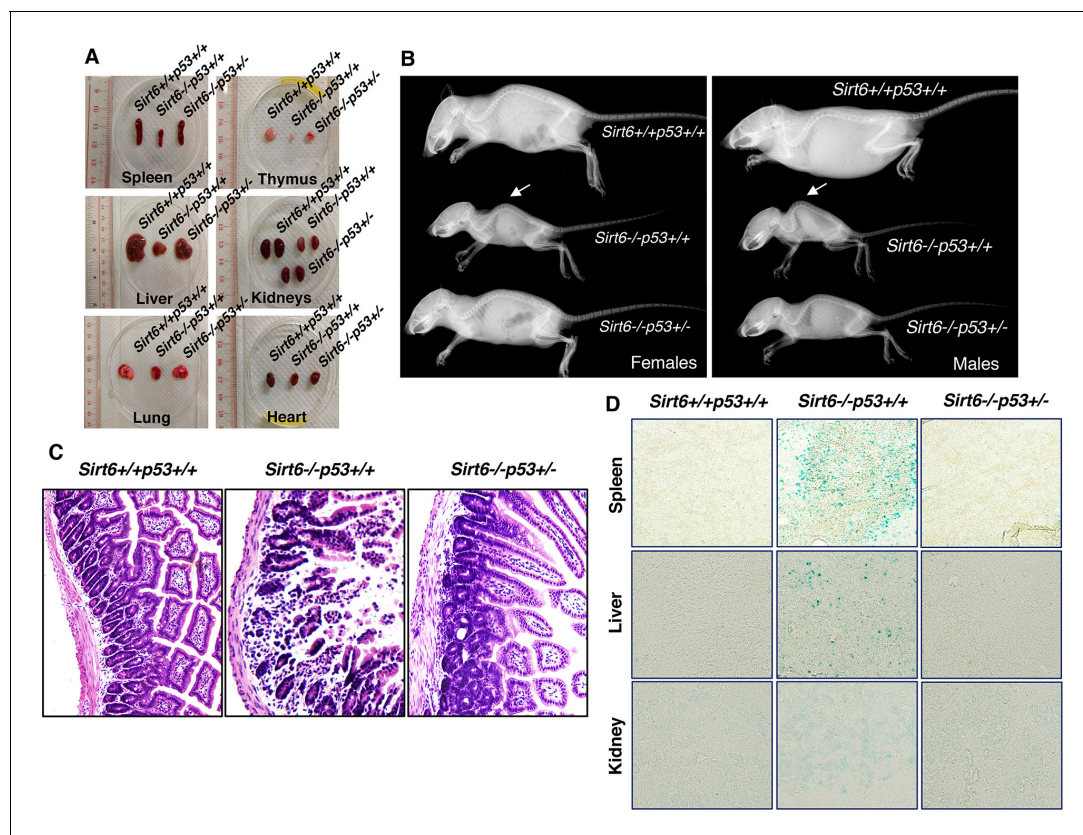 A
Sirt6+/+p53+/+
Sirt6-/-p53+/+
Sirt6-/-p53+/-
Spleen
Sirt6+/+p53+/+
Sirt6-/-p53+/+
Sirt6-/-p53+/-
Thymus
Sirt6+/+p53+/+
Sirt6-/-p53+/+
Sirt6-/-p53+/-
Liver
Sirt6+/+p53+/+
Sirt6-/-p53+/+
Sirt6-/-p53+/-
Kidneys
Sirt6+/+p53+/+
Sirt6-/-p53+/+
Sirt6-/-p53+/-
Lung
Sirt6+/+p53+/+
Sirt6-/-p53+/+
Sirt6-/-p53+/-
Heart
B
Sirt6+/+p53+/+
Sirt6-/-p53+/+
Sirt6-/-p53+/-
Females
Sirt6+/+p53+/+
Sirt6-/-p53+/+
Sirt6-/-p53+/-
Males
C
Sirt6+/+p53+/+
Sirt6-/-p53+/+
Sirt6-/-p53+/-
D
Sirt6+/+p53+/+
Sirt6-/-p53+/+
Sirt6-/-p53+/-
Spleen
Liver
Kidney